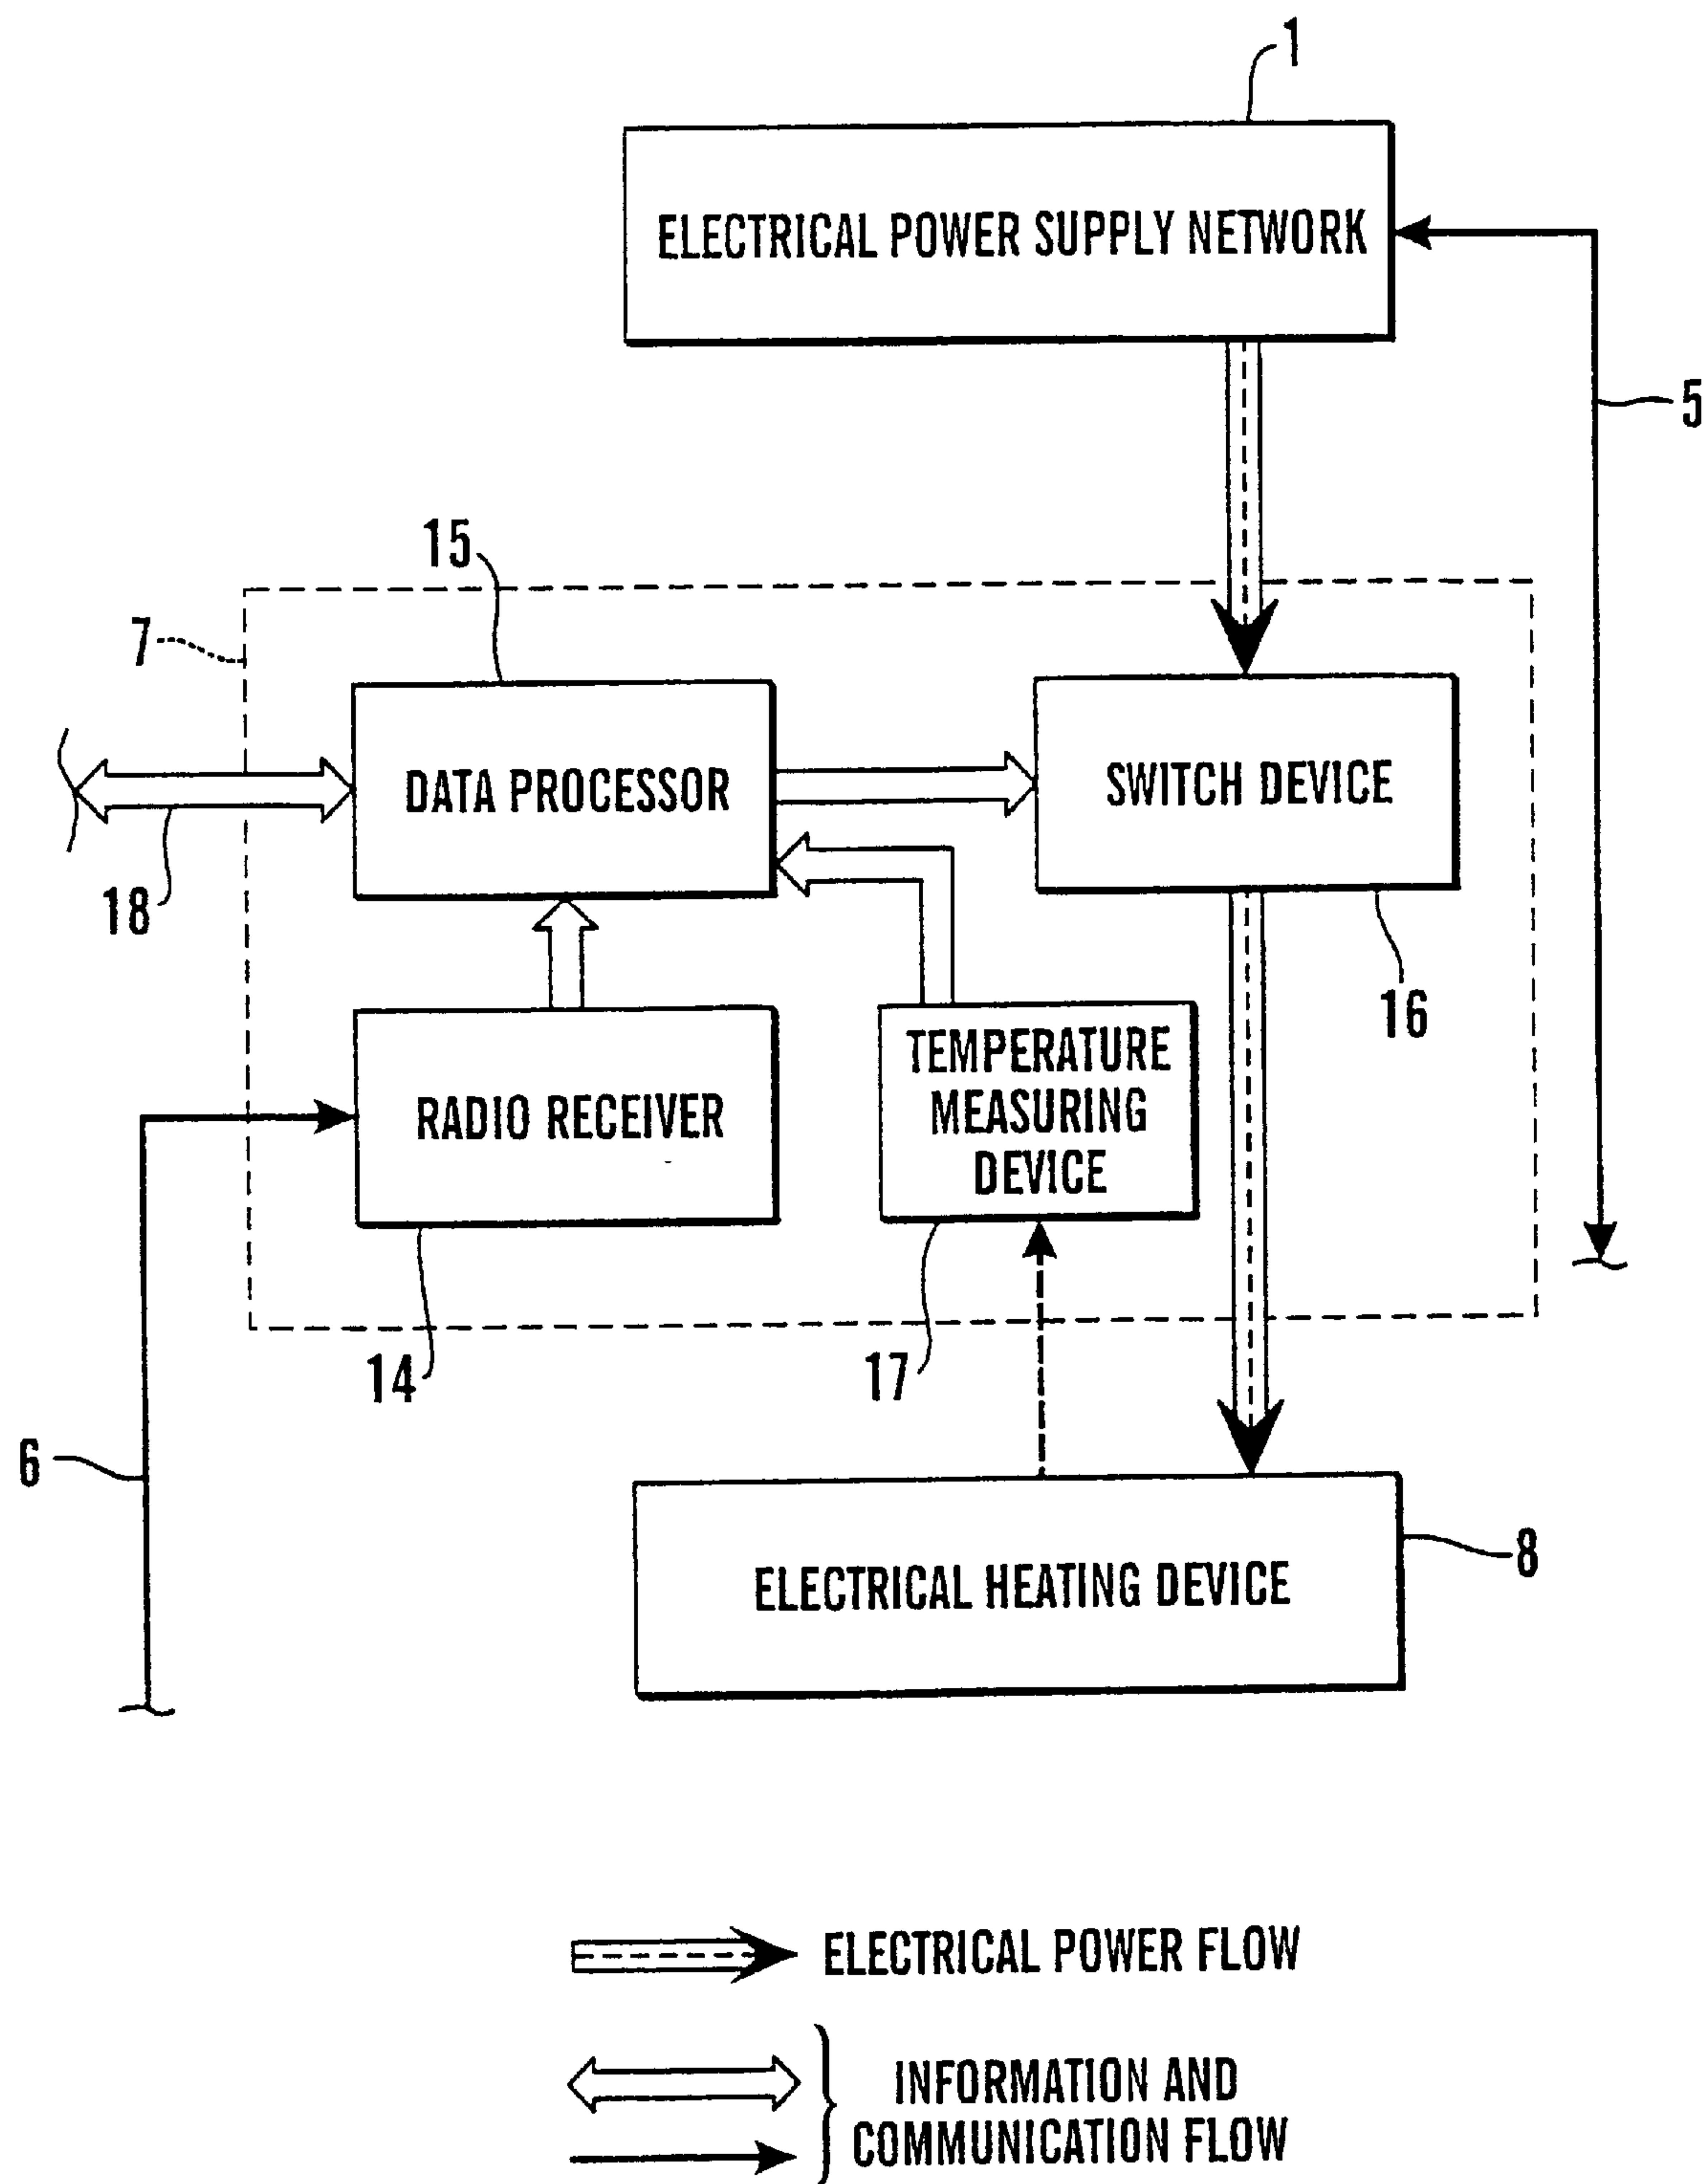 1
ELECTRICAL POWER SUPPLY NETWORK
5
15
7
DATA PROCESSOR
SWITCH DEVICE
18
16
RADIO RECEIVER
TEMPERATURE
MEASURING
DEVICE
14
17
6
8
ELECTRICAL HEATING DEVICE
ELECTRICAL POWER FLOW
INFORMATION AND
COMMUNICATION FLOW